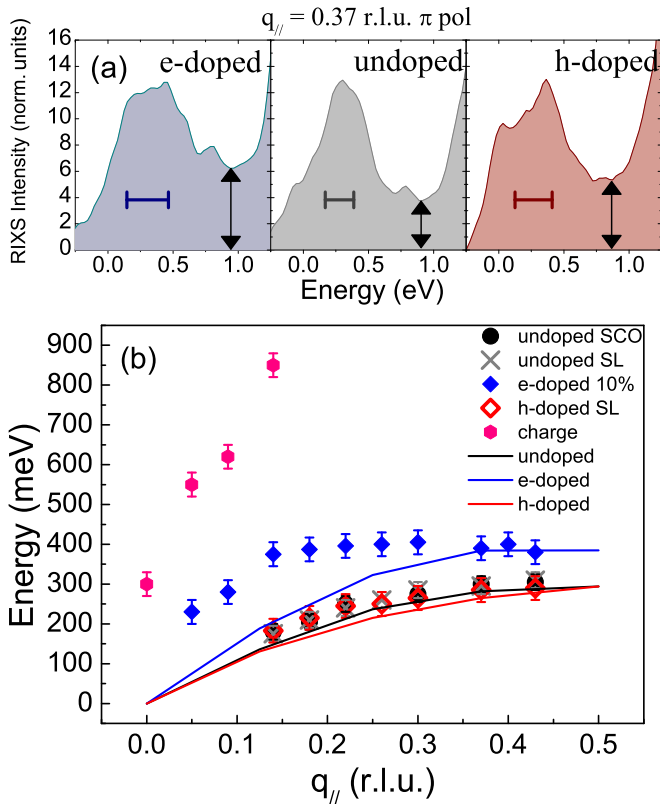 q// = 0.37 r.l.u. π pol
RIXS Intensity (norm. units)
16
14
12
10
8
6
4
2
0
(a)
e-doped
undoped
h-doped
0.0 0.5 1.0 0.0 0.5 1.0 0.0 0.5 1.0
Energy (eV)
(b)
Energy (meV)
900
800
700
600
500
400
300
200
100
0
undoped SCO
undoped SL
e-doped 10%
h-doped SL
charge
undoped
e-doped
h-doped
0.0 0.1 0.2 0.3 0.4 0.5
q// (r.l.u.)